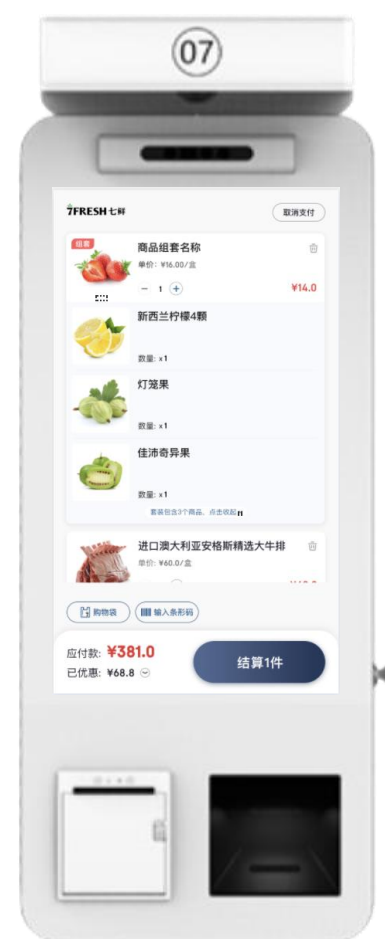 07
7FRESH 七鲜
取消支付
组套
商品组套名称
单价: ¥16.00/盒
− 1 +
¥14.0
新西兰柠檬4颗
数量: ×1
灯笼果
数量: ×1
佳沛奇异果
数量: ×1
套装包含3个商品，点击收起
进口澳大利亚安格斯精选大牛排
单价: ¥60.0/盒
购物袋
输入条形码
应付款: ¥381.0
已优惠: ¥68.8
结算1件